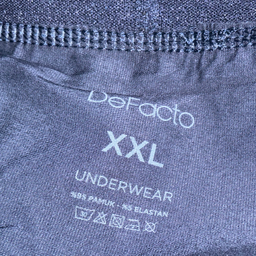 DeFacto
XXL
UNDERWEAR
%95 PAMUK - %5 ELASTAN